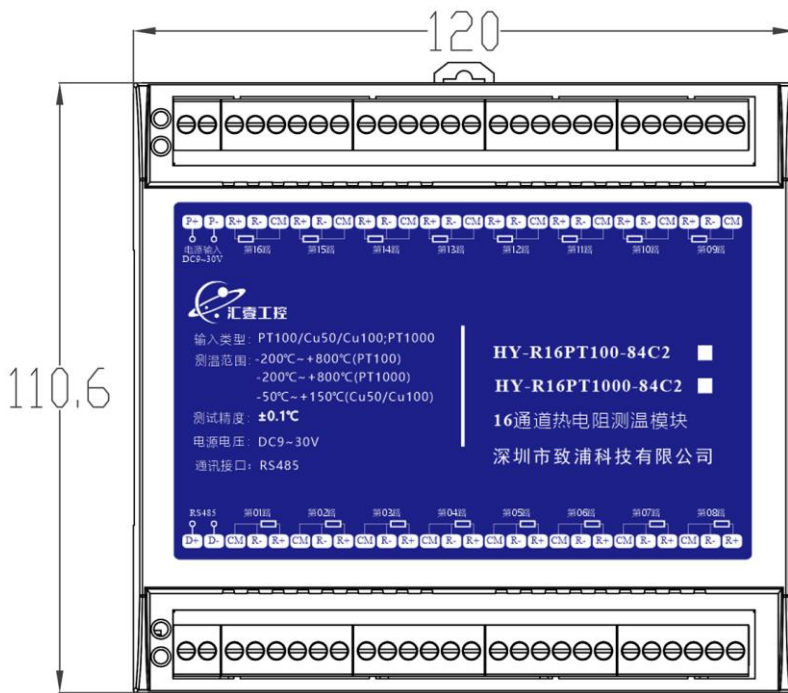 120
110.6
P+ P- R+ R- CM R+ R- CM R+ R- CM R+ R- CM R+ R- CM R+ R- CM R+ R- CM R+ R- CM
电源输入 第16路 第15路 第14路 第13路 第12路 第11路 第10路 第09路
DC9~30V
汇壹工控
输入类型: PT100/Cu50/Cu100;PT1000
测温范围: -200℃~+800℃(PT100)
-200℃~+800℃(PT1000)
-50℃~+150℃(Cu50/Cu100)
测试精度: ±0.1℃
电源电压: DC9~30V
通讯接口: RS485
HY-R16PT100-84C2
HY-R16PT1000-84C2
16通道热电阻测温模块
深圳市致浦科技有限公司
RS485 第01路 第02路 第03路 第04路 第05路 第06路 第07路 第08路
D+ D- CM R- R+ CM R- R+ CM R- R+ CM R- R+ CM R- R+ CM R- R+ CM R- R+ CM R- R+